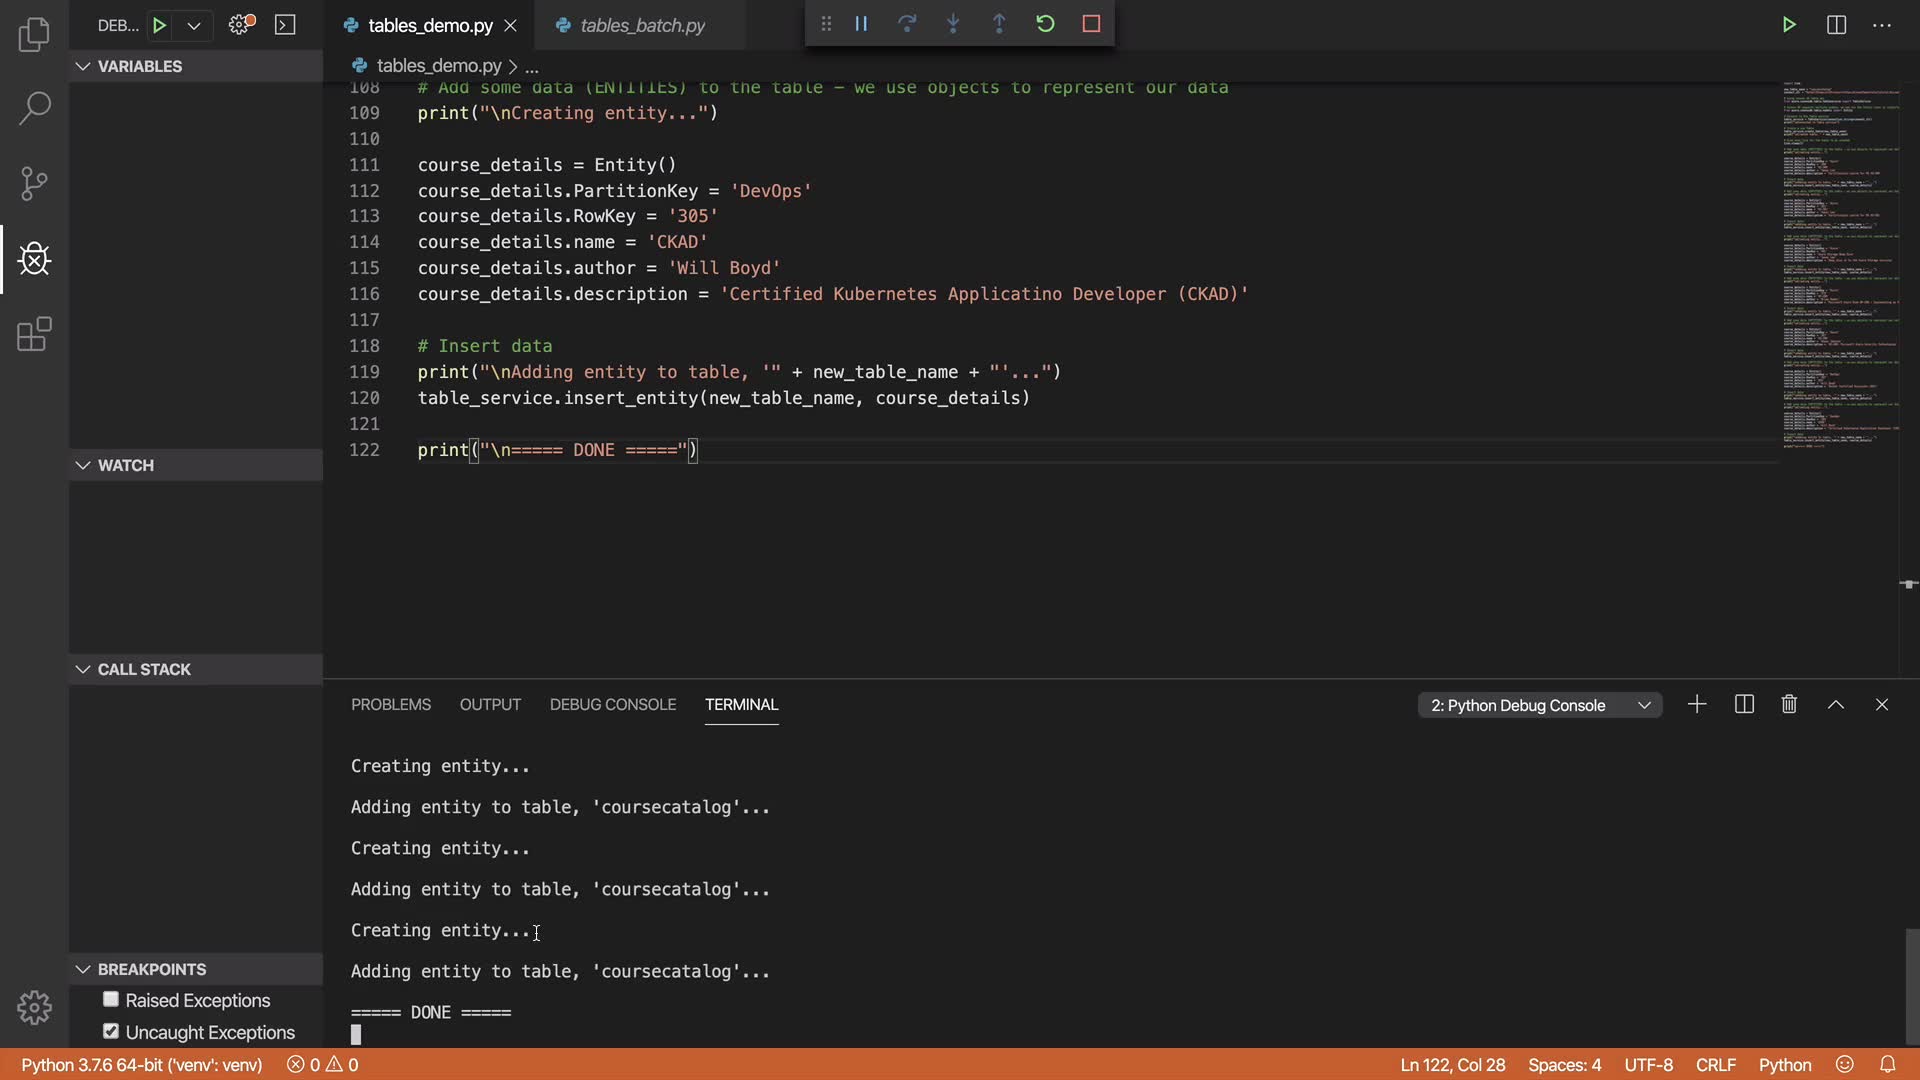 DEB...
tables_demo.py
tables_batch.py
VARIABLES
tables_demo.py > ...
108 # Add some data (ENTITIES) to the table – we use objects to represent our data
109 print("\nCreating entity...")
110
111 course_details = Entity()
112 course_details.PartitionKey = 'DevOps'
113 course_details.RowKey = '305'
114 course_details.name = 'CKAD'
115 course_details.author = 'Will Boyd'
116 course_details.description = 'Certified Kubernetes Applicatino Developer (CKAD)'
117
118 # Insert data
119 print("\nAdding entity to table, '" + new_table_name + "'...")
120 table_service.insert_entity(new_table_name, course_details)
121
122 print("\n===== DONE =====")
WATCH
CALL STACK
BREAKPOINTS
Raised Exceptions
Uncaught Exceptions
PROBLEMS OUTPUT DEBUG CONSOLE TERMINAL
2: Python Debug Console
Creating entity...
Adding entity to table, 'coursecatalog'...
Creating entity...
Adding entity to table, 'coursecatalog'...
Creating entity...
Adding entity to table, 'coursecatalog'...
===== DONE =====
Python 3.7.6 64-bit ('venv': venv) 0 0 Ln 122, Col 28 Spaces: 4 UTF-8 CRLF Python